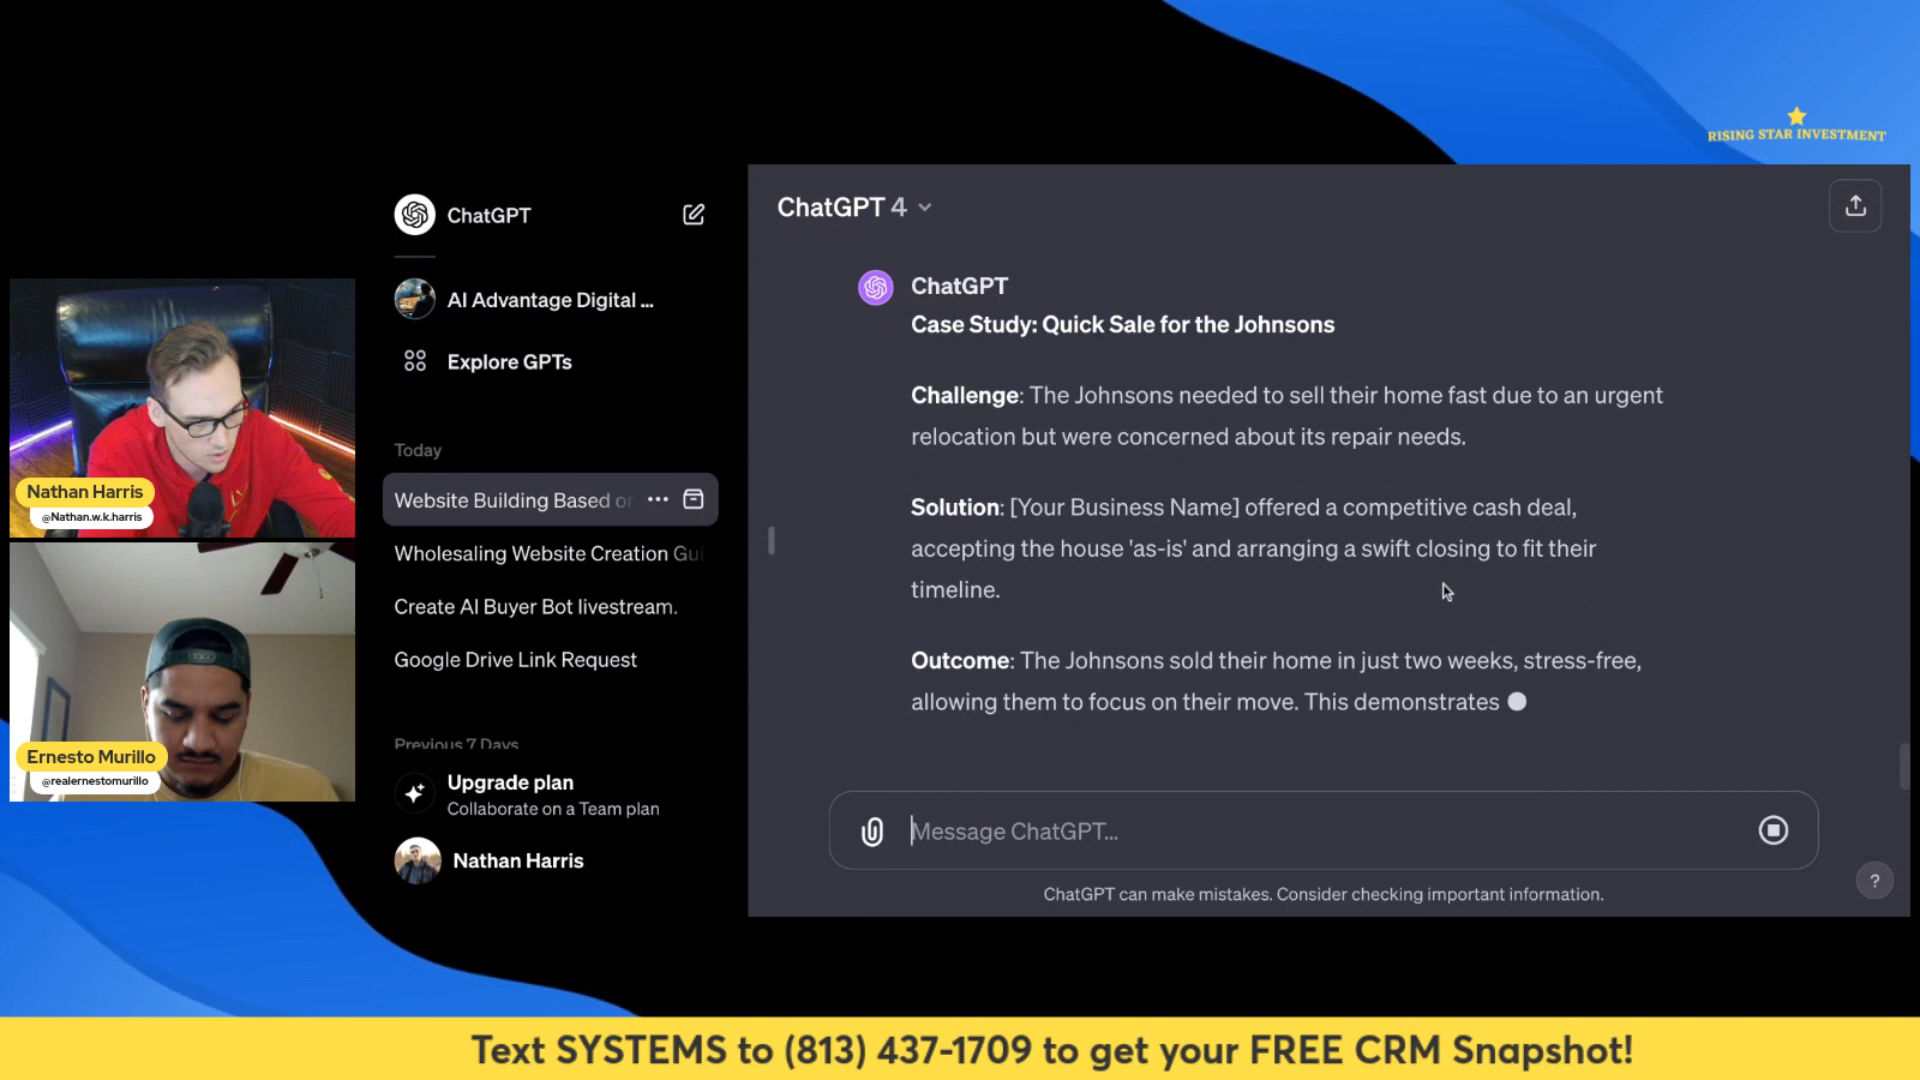 RISING STAR INVESTMENT
ChatGPT
AI Advantage Digital ...
Explore GPTs
Today
Website Building Based or
Wholesaling Website Creation Gui
Create AI Buyer Bot livestream.
Google Drive Link Request
Previous 7 Days
Upgrade plan
Collaborate on a Team plan
Nathan Harris
Nathan Harris
@Nathan.w.k.harris
Ernesto Murillo
@realernestomurillo
ChatGPT 4
ChatGPT
Case Study: Quick Sale for the Johnsons
Challenge: The Johnsons needed to sell their home fast due to an urgent
relocation but were concerned about its repair needs.
Solution: [Your Business Name] offered a competitive cash deal,
accepting the house 'as-is' and arranging a swift closing to fit their
timeline.
Outcome: The Johnsons sold their home in just two weeks, stress-free,
allowing them to focus on their move. This demonstrates
Message ChatGPT...
ChatGPT can make mistakes. Consider checking important information.
?
Text SYSTEMS to (813) 437-1709 to get your FREE CRM Snapshot!